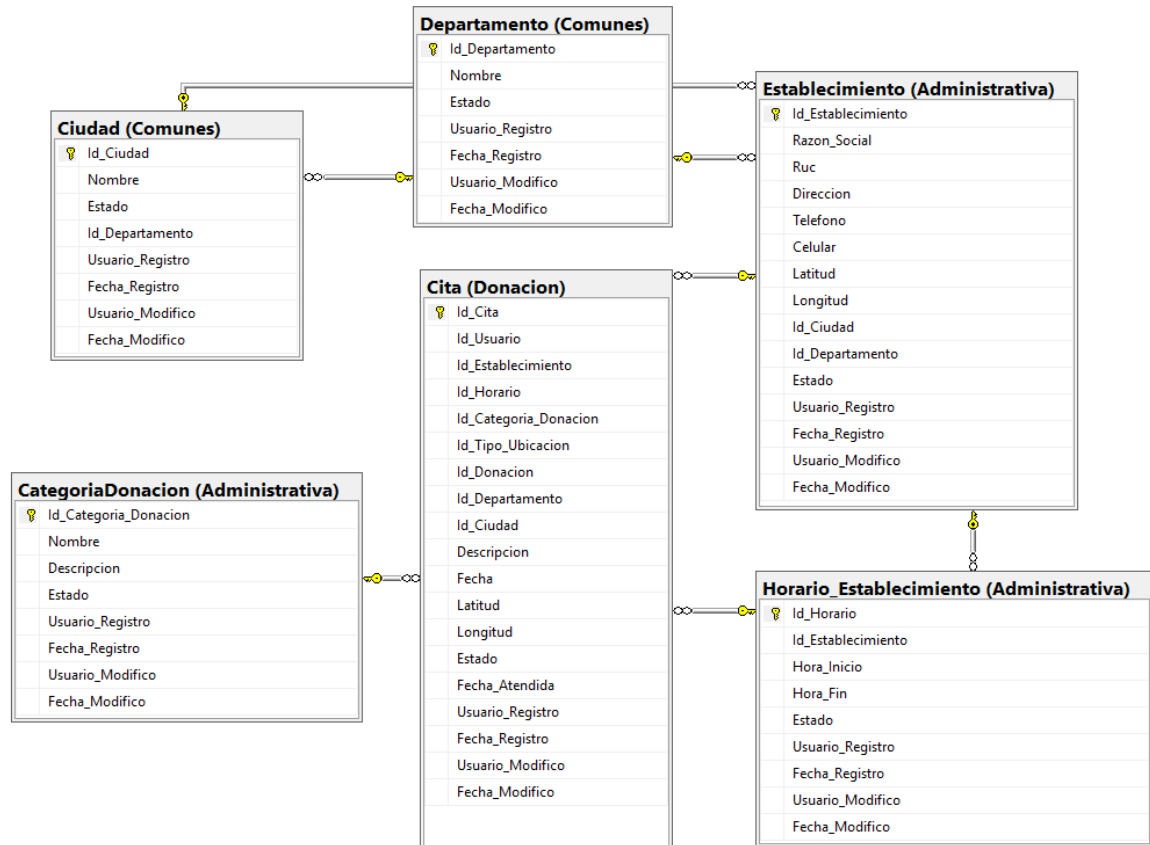 Departamento (Comunes)
Id_Departamento
Nombre
Estado
Usuario_Registro
Fecha_Registro
Usuario_Modifico
Fecha_Modifico
Ciudad (Comunes)
Id_Ciudad
Nombre
Estado
Id_Departamento
Usuario_Registro
Fecha_Registro
Usuario_Modifico
Fecha_Modifico
Establecimiento (Administrativa)
Id_Establecimiento
Razon_Social
Ruc
Direccion
Telefono
Celular
Latitud
Longitud
Id_Ciudad
Id_Departamento
Estado
Usuario_Registro
Fecha_Registro
Usuario_Modifico
Fecha_Modifico
Cita (Donacion)
Id_Cita
Id_Usuario
Id_Establecimiento
Id_Horario
Id_Categoria_Donacion
Id_Tipo_Ubicacion
Id_Donacion
Id_Departamento
Id_Ciudad
Descripcion
Fecha
Latitud
Longitud
Estado
Fecha_Atendida
Usuario_Registro
Fecha_Registro
Usuario_Modifico
Fecha_Modifico
CategoriaDonacion (Administrativa)
Id_Categoria_Donacion
Nombre
Descripcion
Estado
Usuario_Registro
Fecha_Registro
Usuario_Modifico
Fecha_Modifico
Horario_Establecimiento (Administrativa)
Id_Horario
Id_Establecimiento
Hora_Inicio
Hora_Fin
Estado
Usuario_Registro
Fecha_Registro
Usuario_Modifico
Fecha_Modifico